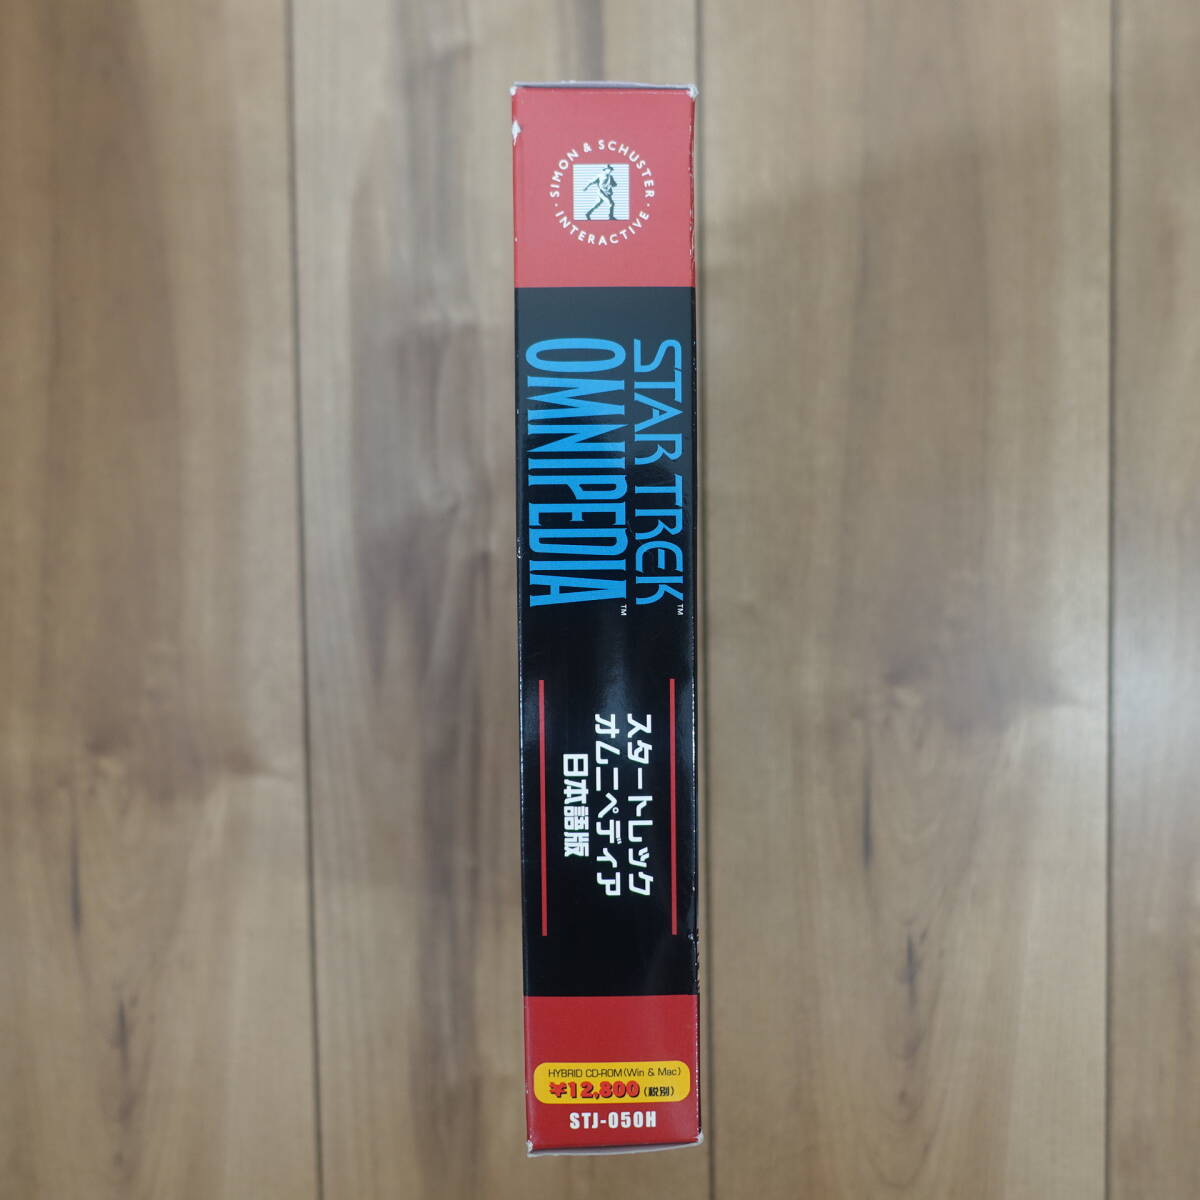 SIMON & SCHUSTER
· INTERACTIVE ·
STAR TREK™
OMNIPEDIA™
スタートレック
オムニペディア
日本語版
HYBRID CD-ROM(Win & Mac)
¥12,800(税別)
STJ-050H